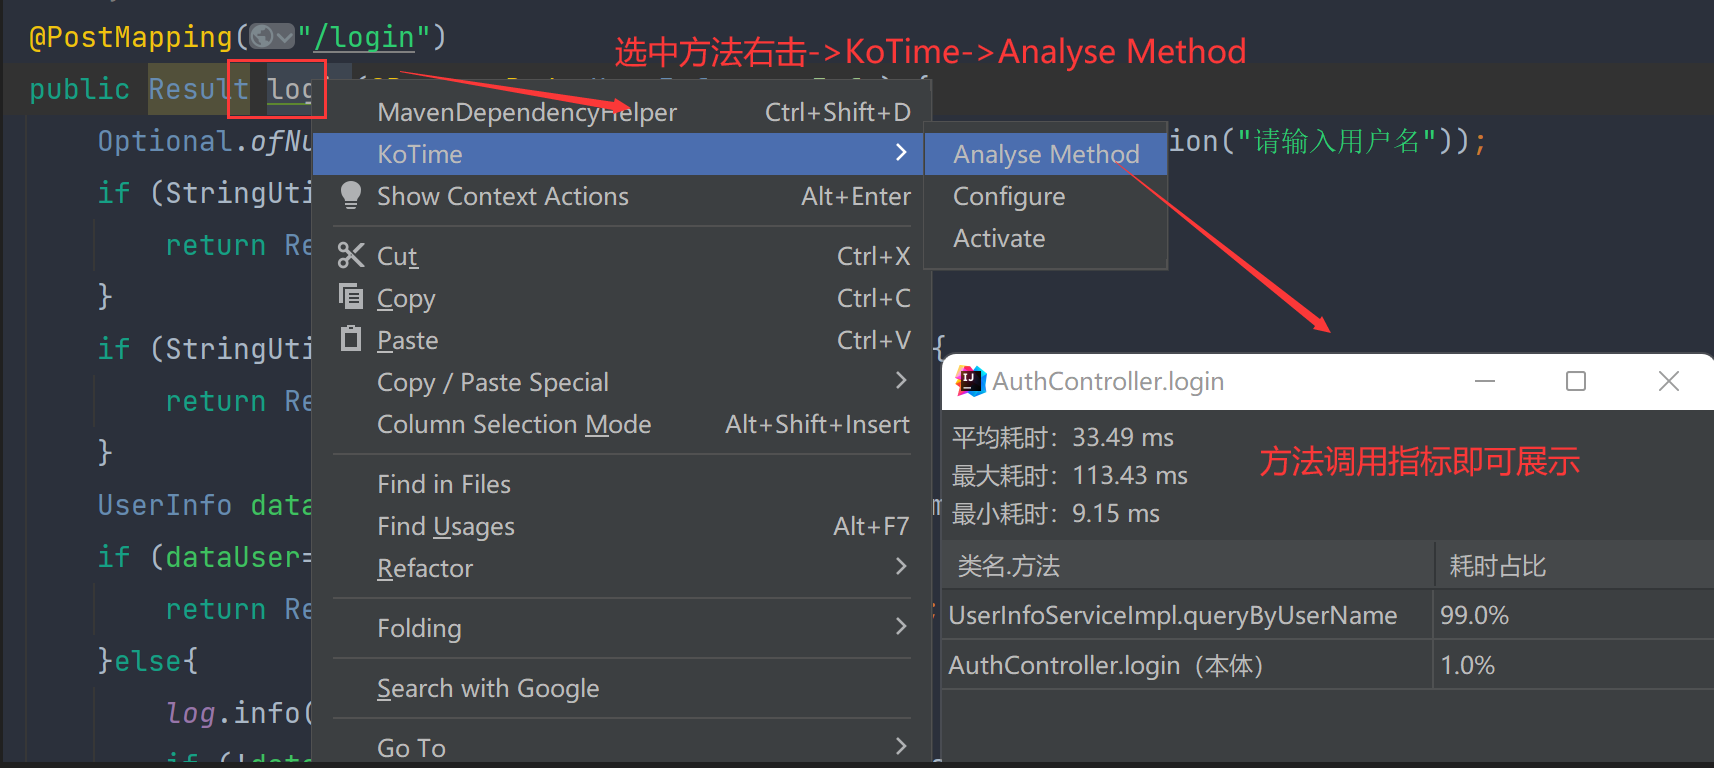 @PostMapping("/login")
选中方法右击->KoTime->Analyse Method
public Result log
MavenDependencyHelper Ctrl+Shift+D
Optional.ofNu
ion("请输入用户名"));
KoTime
Analyse Method
if (StringUti
Show Context Actions Alt+Enter
Configure
return Re
Activate
Cut Ctrl+X
}
Copy Ctrl+C
if (StringUti
Paste Ctrl+V
{
Copy / Paste Special
return Re
Column Selection Mode Alt+Shift+Insert
}
Find in Files
UserInfo data
Find Usages Alt+F7
if (dataUser=
Refactor
return Re
Folding
}else{
Search with Google
log.info(
Go To
AuthController.login
平均耗时：33.49 ms
最大耗时：113.43 ms
最小耗时：9.15 ms
方法调用指标即可展示
类名.方法 耗时占比
UserInfoServiceImpl.queryByUserName 99.0%
AuthController.login（本体） 1.0%